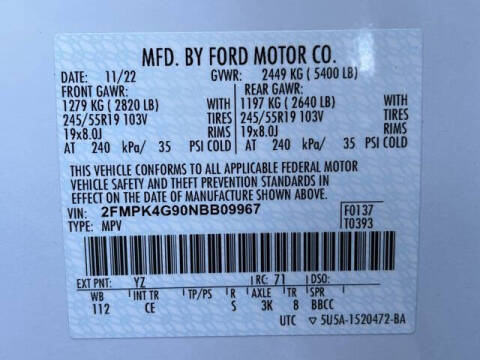 MFD. BY FORD MOTOR CO.
DATE: 11/22 GVWR: 2449 KG (5400 LB)
FRONT GAWR: REAR GAWR:
1279 KG (2820 LB) WITH 1197 KG (2640 LB) WITH
245/55R19 103V TIRES 245/55R19 103V TIRES
19x8.0J RIMS 19x8.0J RIMS
AT 240 kPa/ 35 PSI COLD AT 240 kPa/ 35 PSI COLD
THIS VEHICLE CONFORMS TO ALL APPLICABLE FEDERAL MOTOR
VEHICLE SAFETY AND THEFT PREVENTION STANDARDS IN
EFFECT ON THE DATE OF MANUFACTURE SHOWN ABOVE.
VIN: 2FMPK4G90NBB09967 F0137
TYPE: MPV T0393
EXT PNT: YZ RC: 71 DSO:
WB INT TR TP/PS R AXLE TR SPR
112 CE S 3K 8 BBCC
UTC ▽ 5U5A-1520472-BA